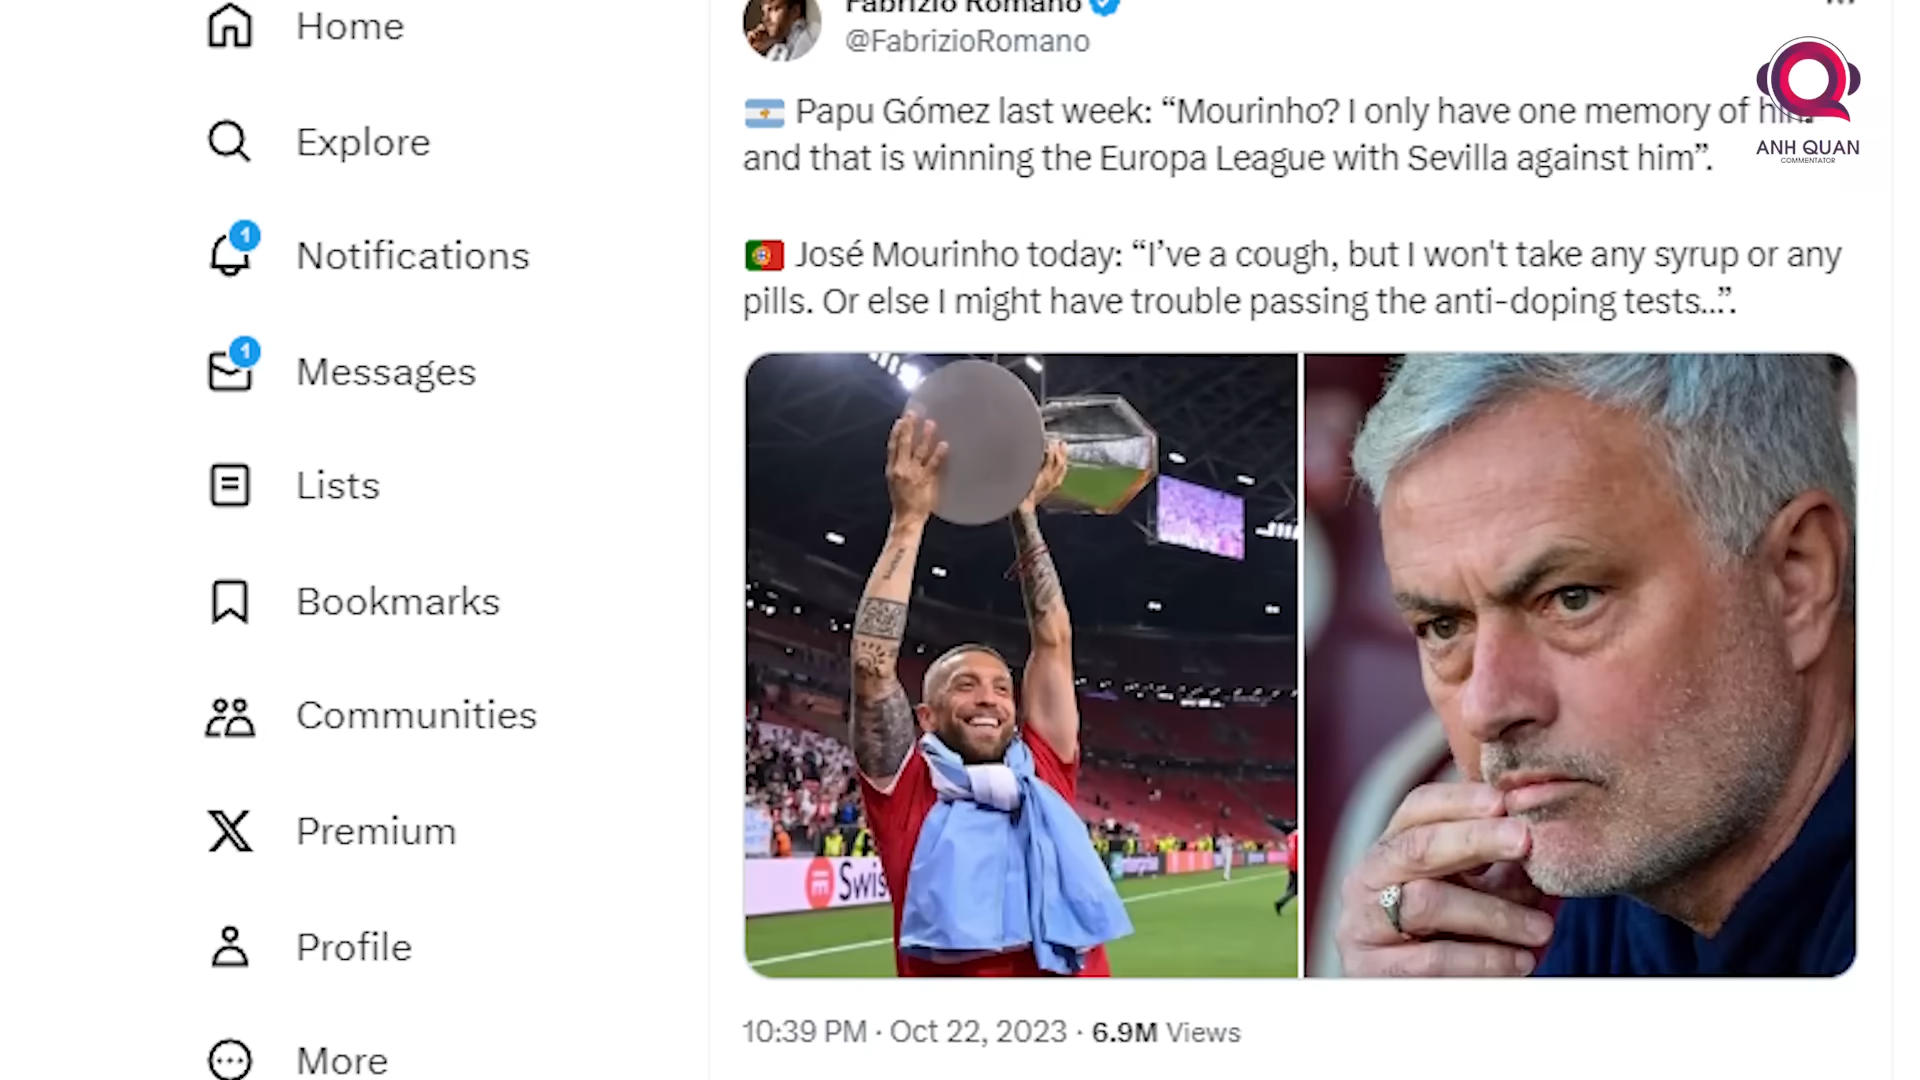 Home
Explore
1
Notifications
1
Messages
Lists
Bookmarks
Communities
Premium
Profile
More
Fabrizio Romano
@FabrizioRomano
Papu Gómez last week: “Mourinho? I only have one memory of him
and that is winning the Europa League with Sevilla against him”.
José Mourinho today: “I’ve a cough, but I won't take any syrup or any
pills. Or else I might have trouble passing the anti-doping tests…”.
Swis
10:39 PM · Oct 22, 2023 · 6.9M Views
ANH QUAN
COMMENTATOR